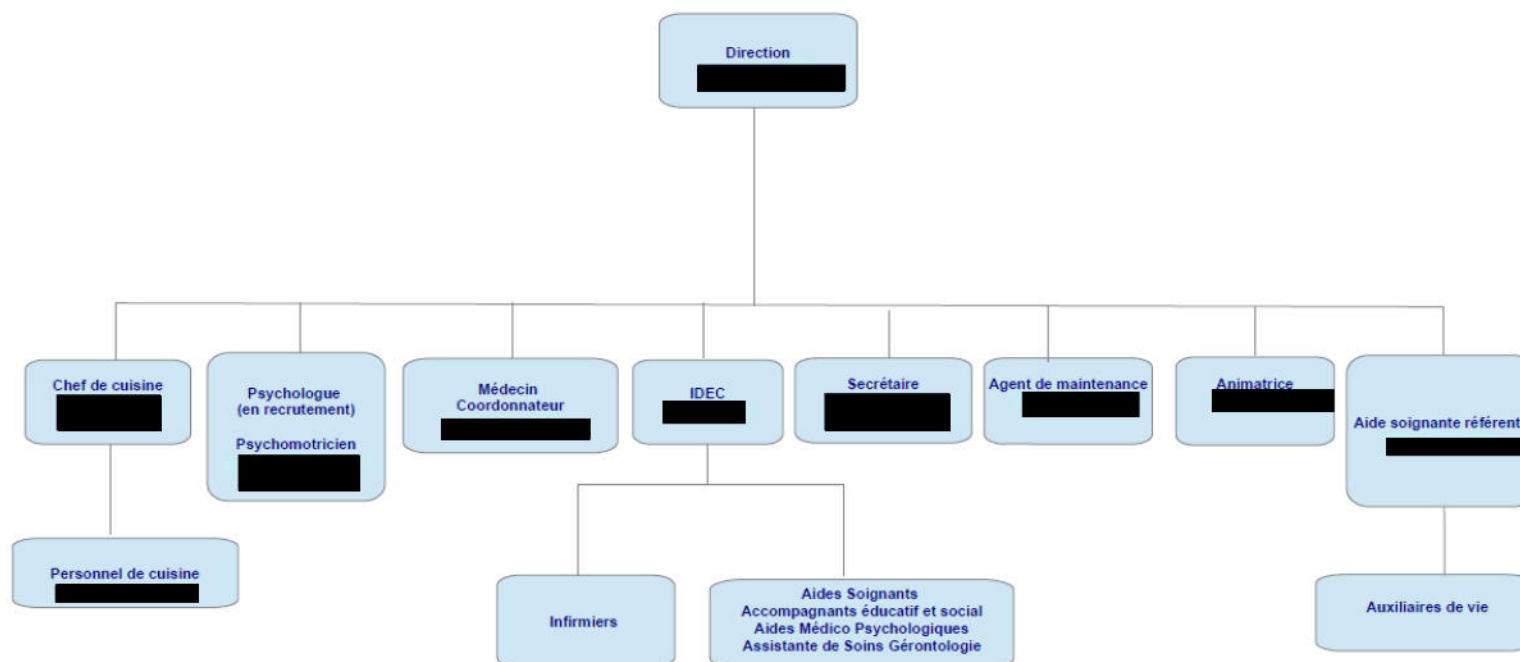 Direction
Chef de cuisine
Psychologue
(en recrutement)
Psychomotricien
Médecin
Coordonnateur
IDEC
Secrétaire
Agent de maintenance
Animatrice
Aide soignante référent
Personnel de cuisine
Infirmiers
Aides Soignants
Accompagnants éducatif et social
Aides Médico Psychologiques
Assistante de Soins Gérontologie
Auxiliaires de vie